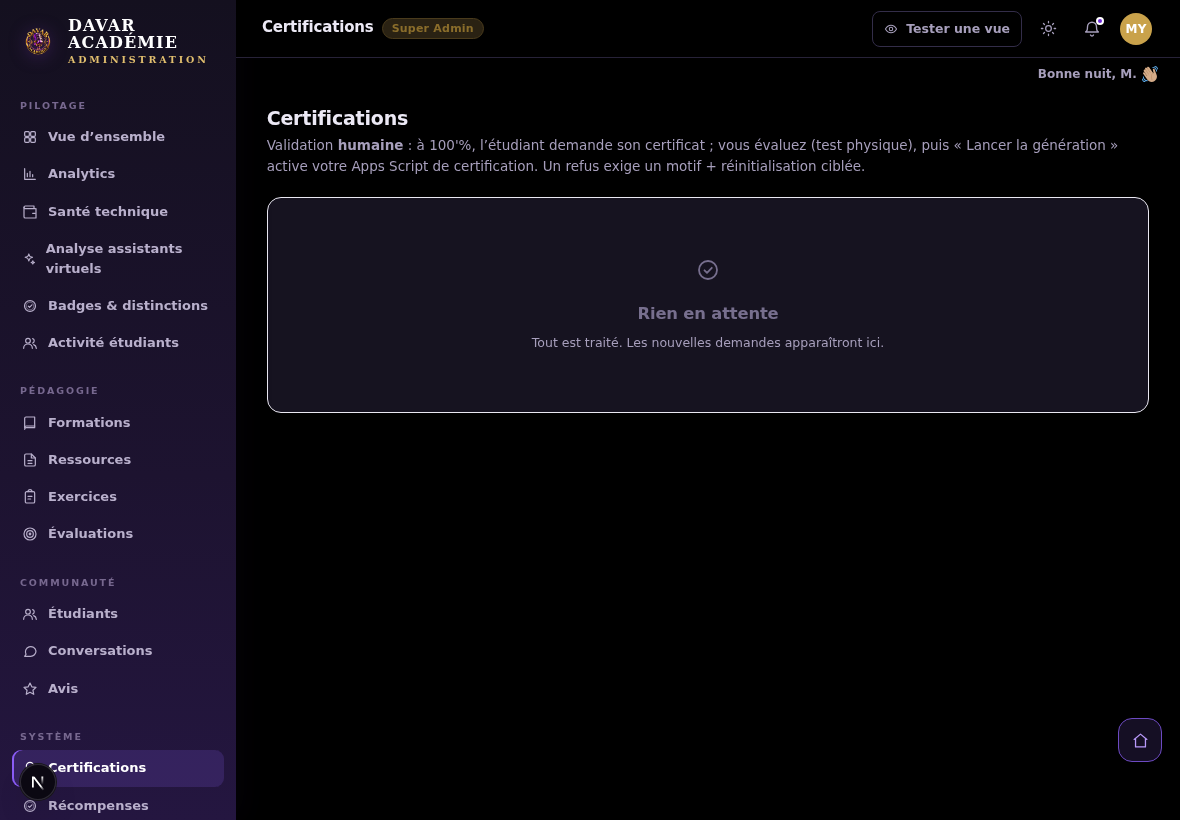 DAVAR
ACADÉMIE
ADMINISTRATION
PILOTAGE
Vue d’ensemble
Analytics
Santé technique
Analyse assistants
virtuels
Badges & distinctions
Activité étudiants
PÉDAGOGIE
Formations
Ressources
Exercices
Évaluations
COMMUNAUTÉ
Étudiants
Conversations
Avis
SYSTÈME
Certifications
Récompenses
N
Certifications
Super Admin
Tester une vue
MY
Bonne nuit, M. 👋🏽
Certifications
Validation humaine : à 100'%, l’étudiant demande son certificat ; vous évaluez (test physique), puis « Lancer la génération »
active votre Apps Script de certification. Un refus exige un motif + réinitialisation ciblée.
Rien en attente
Tout est traité. Les nouvelles demandes apparaîtront ici.